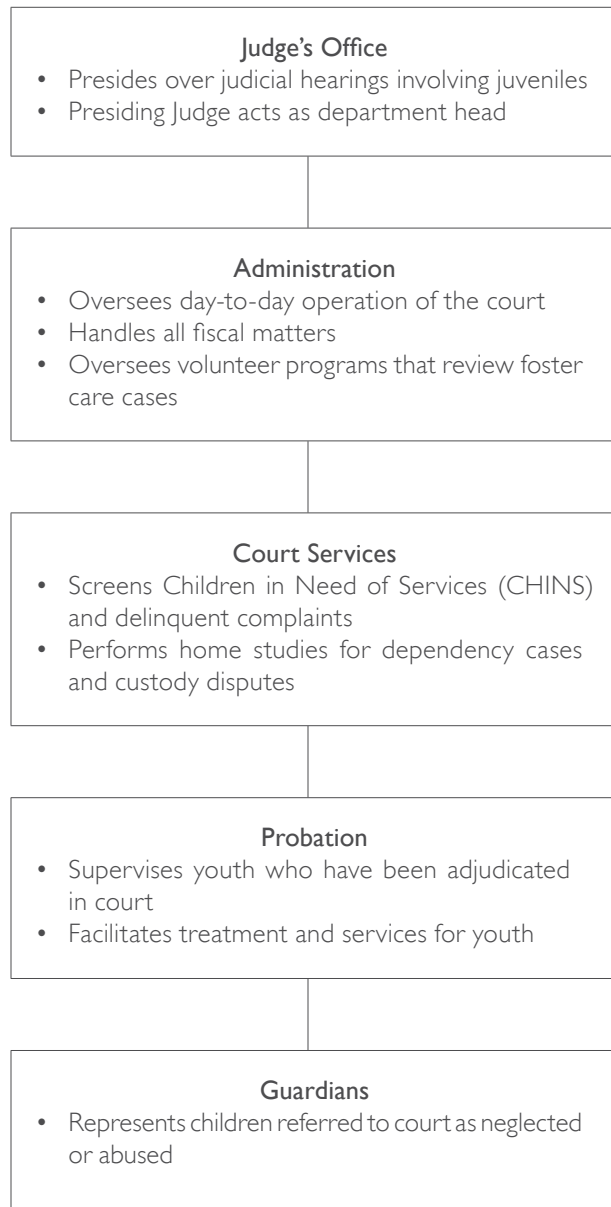 Judge's Office
• Presides over judicial hearings involving juveniles
• Presiding Judge acts as department head
Administration
• Oversees day-to-day operation of the court
• Handles all fiscal matters
• Oversees volunteer programs that review foster
care cases
Court Services
• Screens Children in Need of Services (CHINS)
and delinquent complaints
• Performs home studies for dependency cases
and custody disputes
Probation
• Supervises youth who have been adjudicated
in court
• Facilitates treatment and services for youth
Guardians
• Represents children referred to court as neglected
or abused